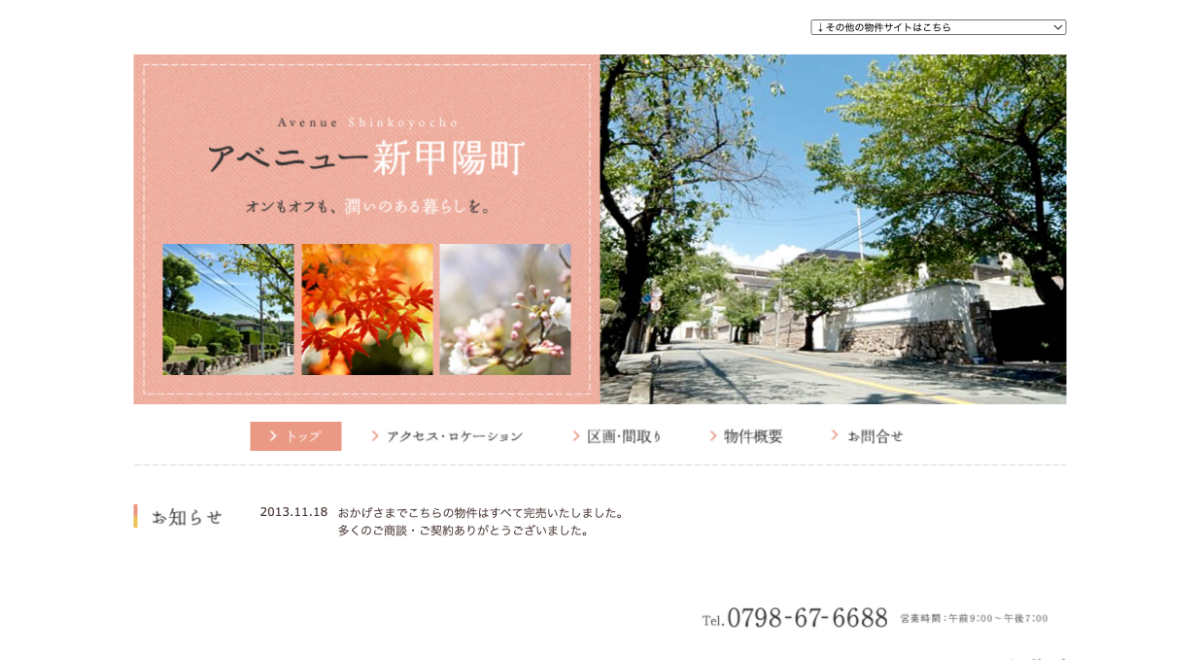 ↓その他の物件サイトはこちら
Avenue Shinkoyocho
アベニュー新甲陽町
オンもオフも、潤いのある暮らしを。
トップ
アクセス・ロケーション
区画・間取り
物件概要
お問合せ
お知らせ
2013.11.18 おかげさまでこちらの物件はすべて完売いたしました。
多くのご商談・ご契約ありがとうございました。
Tel.0798-67-6688 営業時間:午前9:00～午後7:00